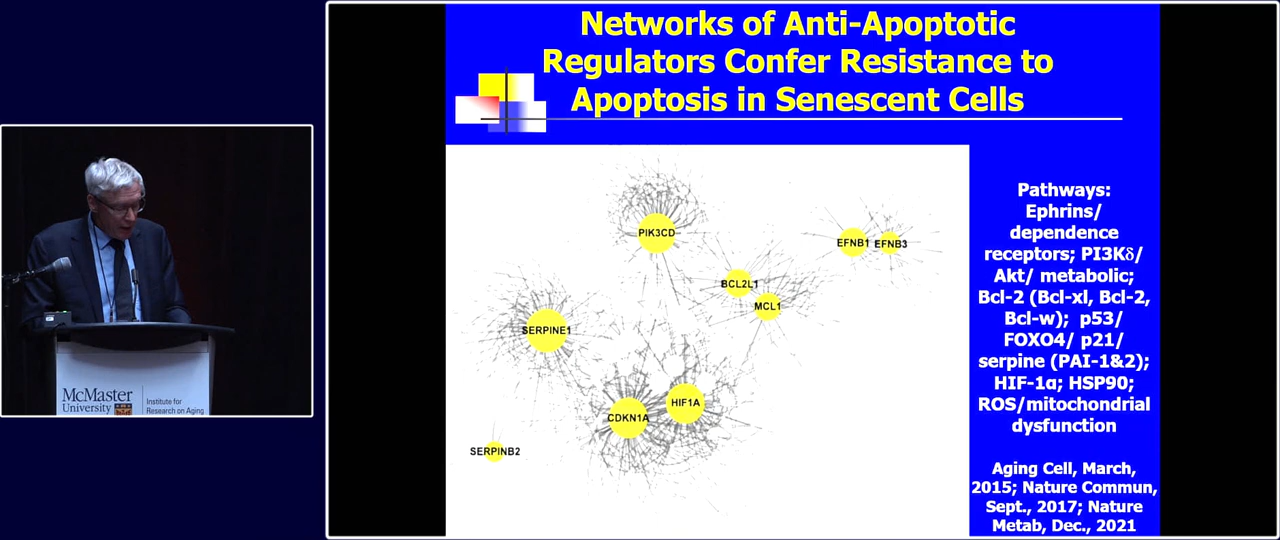 Networks of Anti-Apoptotic
Regulators Confer Resistance to
Apoptosis in Senescent Cells
PIK3CD
EFNB1
EFNB3
BCL2L1
MCL1
SERPINE1
HIF1A
CDKN1A
SERPINB2
Pathways:
Ephrins/
dependence
receptors; PI3Kδ/
Akt/ metabolic;
Bcl-2 (Bcl-xl, Bcl-2,
Bcl-w); p53/
FOXO4/ p21/
serpine (PAI-1&2);
HIF-1α; HSP90;
ROS/mitochondrial
dysfunction
Aging Cell, March,
2015; Nature Commun,
Sept., 2017; Nature
Metab, Dec., 2021
McMaster
University
Institute for
Research on Aging